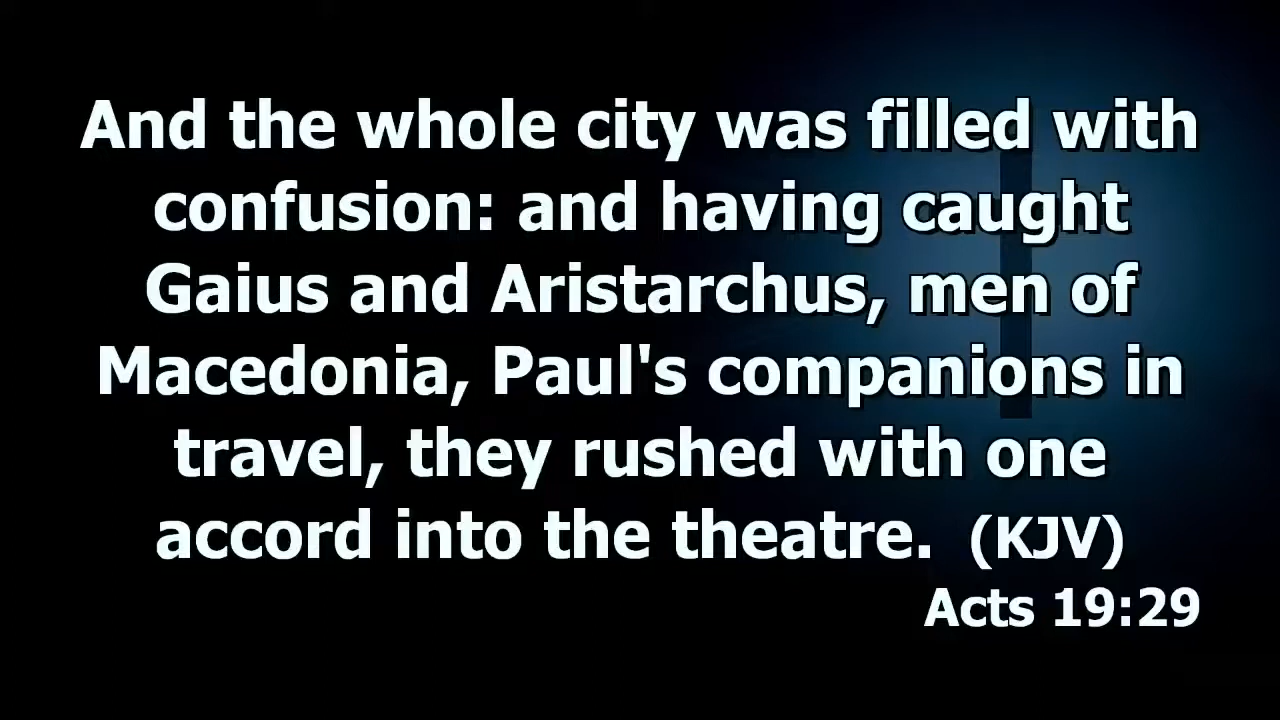 And the whole city was filled with
confusion: and having caught
Gaius and Aristarchus, men of
Macedonia, Paul's companions in
travel, they rushed with one
accord into the theatre. (KJV)
Acts 19:29